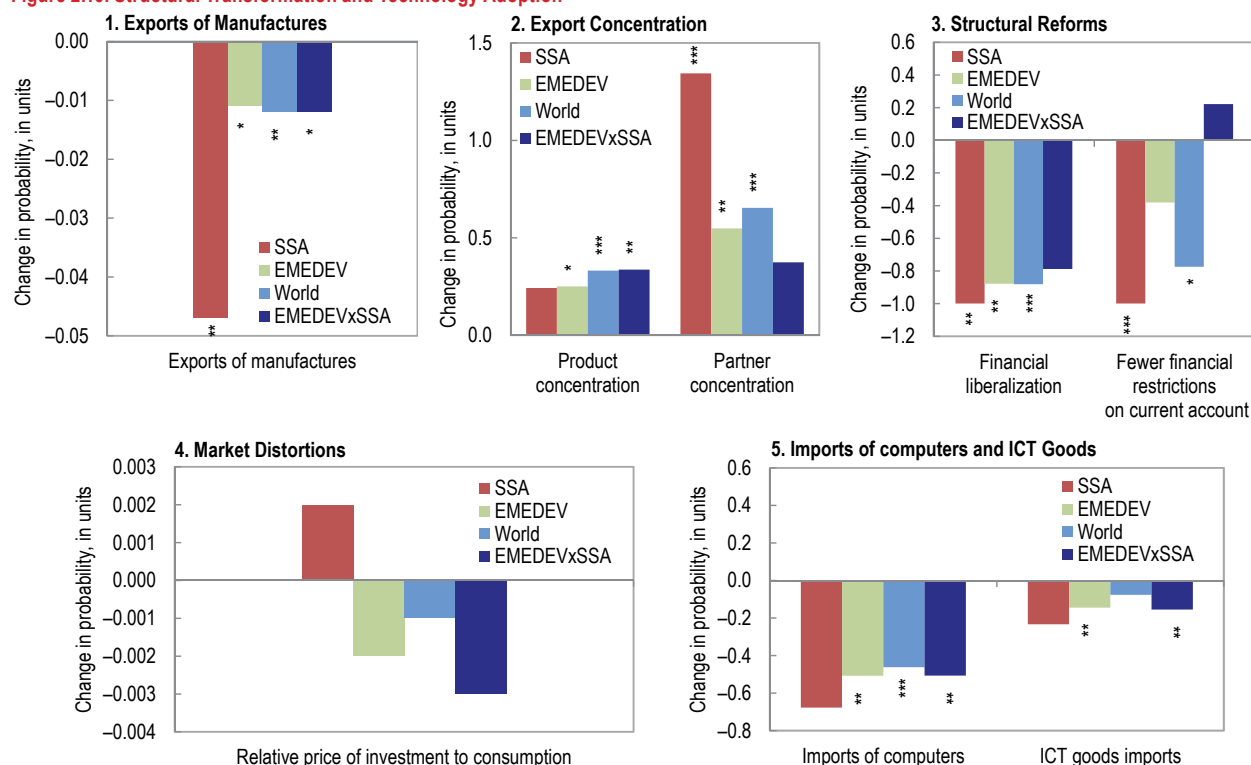 1. Exports of Manufactures
0.00
–0.01
–0.02
–0.03
–0.04
–0.05
Change in probability, in units
*
**
*
**
SSA
EMEDEV
World
EMEDEVxSSA
Exports of manufactures
2. Export Concentration
1.5
1.0
0.5
0.0
Change in probability, in units
SSA
EMEDEV
World
EMEDEVxSSA
*
***
**
***
**
***
Product
concentration
Partner
concentration
3. Structural Reforms
0.6
0.4
0.2
0.0
–0.2
–0.4
–0.6
–0.8
–1.0
–1.2
Change in probability, in units
SSA
EMEDEV
World
EMEDEVxSSA
**
**
***
***
*
Financial
liberalization
Fewer financial
restrictions
on current account
4. Market Distortions
0.003
0.002
0.001
0.000
–0.001
–0.002
–0.003
–0.004
Change in probability, in units
SSA
EMEDEV
World
EMEDEVxSSA
Relative price of investment to consumption
5. Imports of computers and ICT Goods
0.6
0.4
0.2
0.0
–0.2
–0.4
–0.6
–0.8
Change in probability, in units
SSA
EMEDEV
World
EMEDEVxSSA
**
***
**
**
**
Imports of computers
ICT goods imports